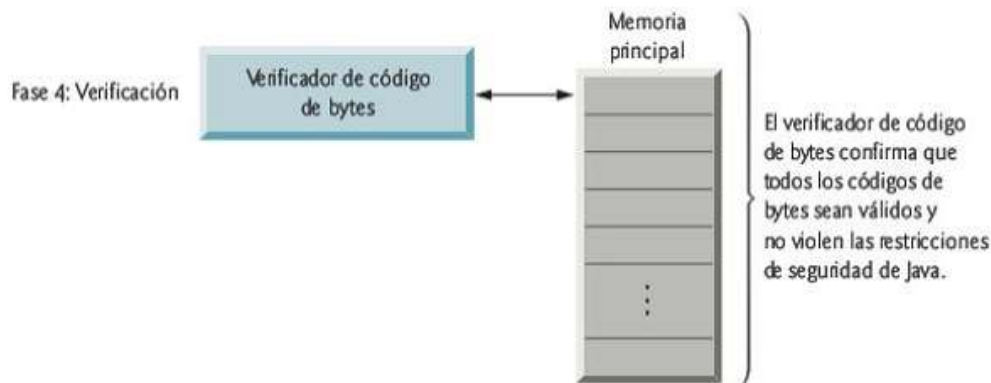 Fase 4: Verificación
Verificador de código
de bytes
Memoria
principal
El verificador de código
de bytes confirma que
todos los códigos de
bytes sean válidos y
no violen las restricciones
de seguridad de Java.